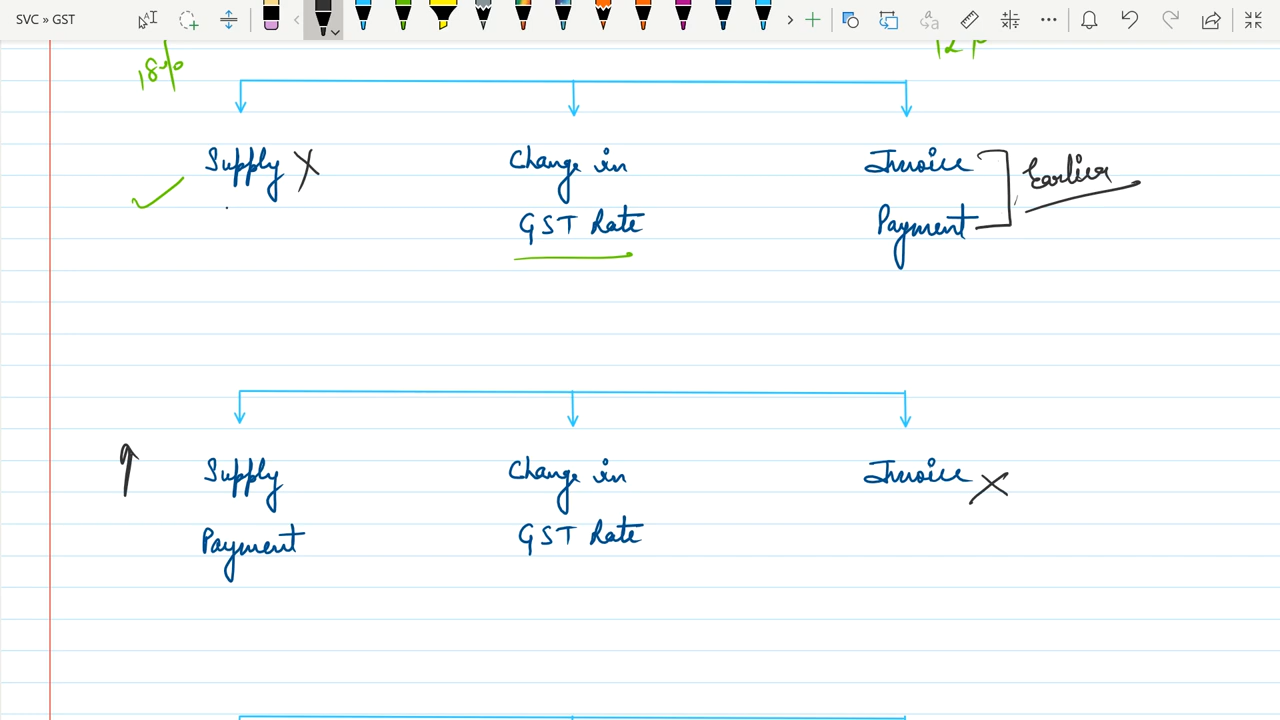 SVC » GST
18%
Supply X
Change in
GST Rate
Invoice
Payment
Earlier
Supply
Payment
Change in
GST Rate
Invoice X